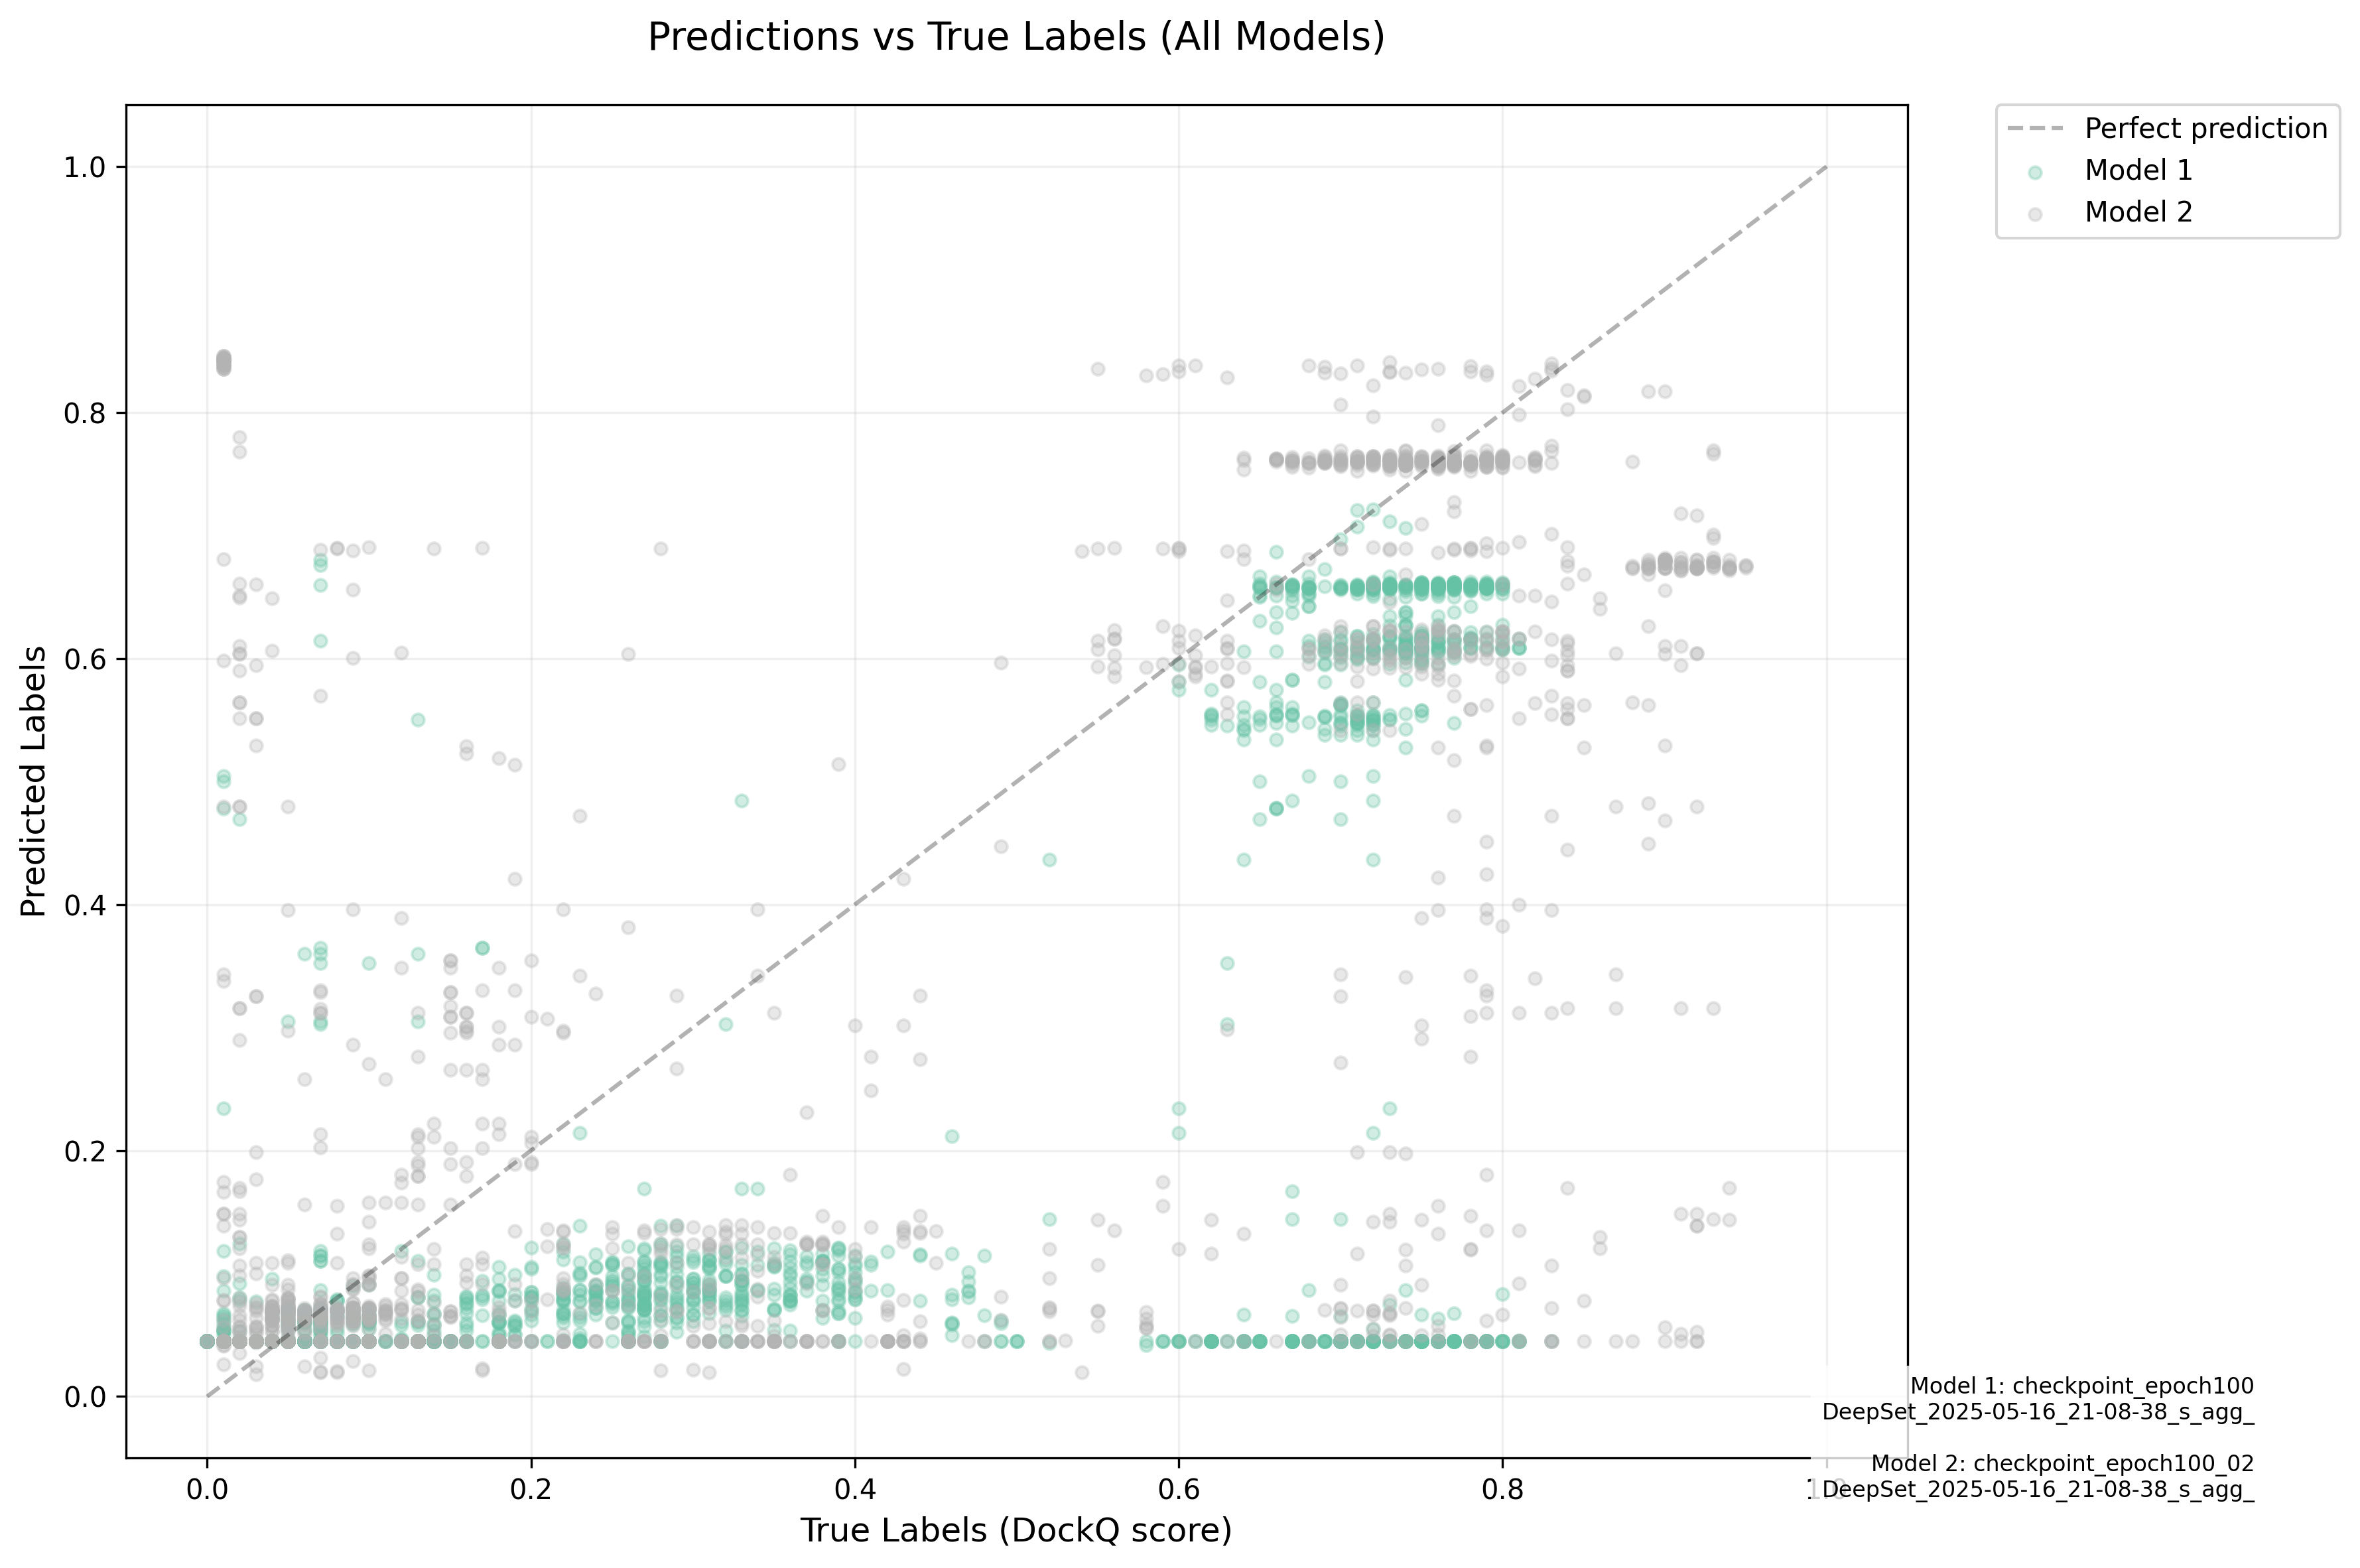 Predictions vs True Labels (All Models)
Perfect prediction
Model 1
Model 2
Predicted Labels
1.0
0.8
0.6
0.4
0.2
0.0
0.0 0.2 0.4 0.6 0.8 1.0
True Labels (DockQ score)
Model 1: checkpoint_epoch100
DeepSet_2025-05-16_21-08-38_s_agg_
Model 2: checkpoint_epoch100_02
DeepSet_2025-05-16_21-08-38_s_agg_